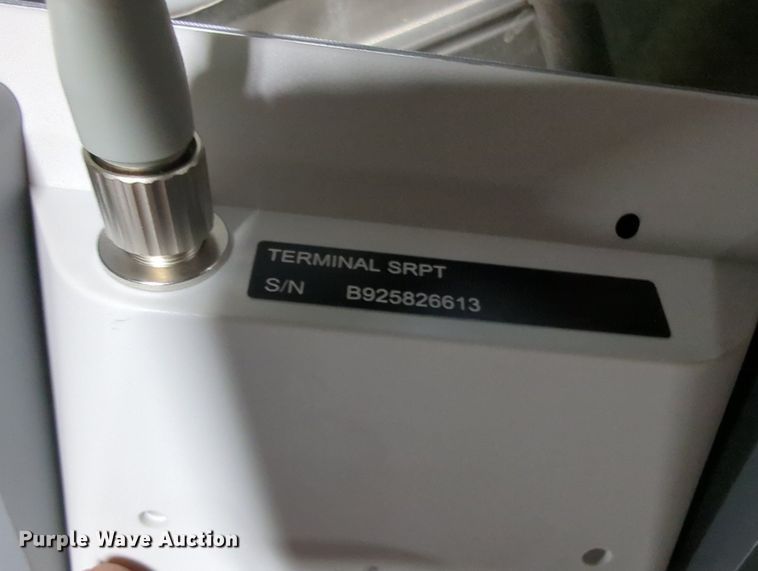 TERMINAL SRPT
S/N B925826613
Purple Wave Auction